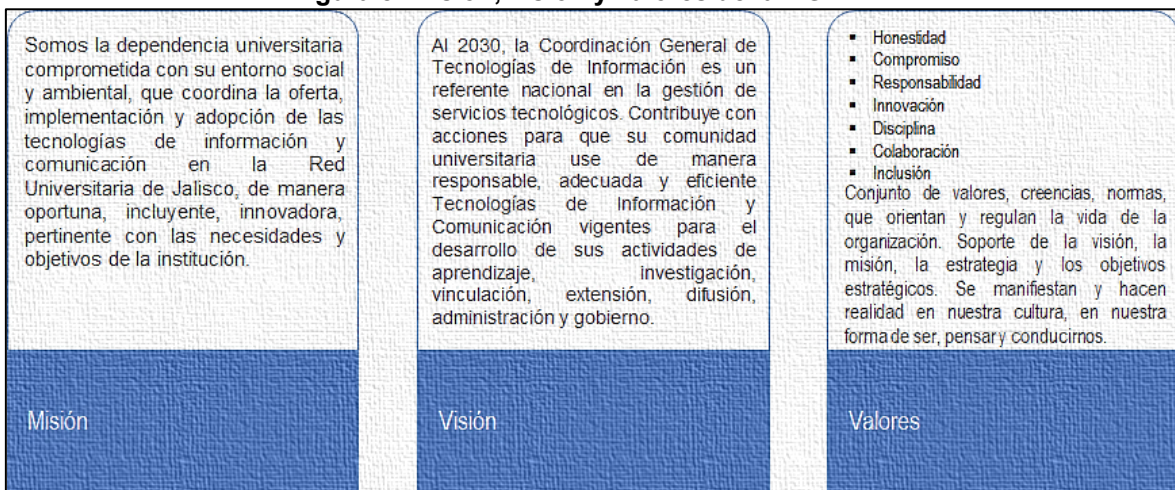 Somos la dependencia universitaria
comprometida con su entorno social
y ambiental, que coordina la oferta,
implementación y adopción de las
tecnologías de información y
comunicación en la Red
Universitaria de Jalisco, de manera
oportuna, incluyente, innovadora,
pertinente con las necesidades y
objetivos de la institución.
Misión
Al 2030, la Coordinación General de
Tecnologías de Información es un
referente nacional en la gestión de
servicios tecnológicos. Contribuye con
acciones para que su comunidad
universitaria use de manera
responsable, adecuada y eficiente
Tecnologías de Información y
Comunicación vigentes para el
desarrollo de sus actividades de
aprendizaje, investigación,
vinculación, extensión, difusión,
administración y gobierno.
Visión
▪ Honestidad
▪ Compromiso
▪ Responsabilidad
▪ Innovación
▪ Disciplina
▪ Colaboración
▪ Inclusión
Conjunto de valores, creencias, normas,
que orientan y regulan la vida de la
organización. Soporte de la visión, la
misión, la estrategia y los objetivos
estratégicos. Se manifiestan y hacen
realidad en nuestra cultura, en nuestra
forma de ser, pensar y conducirnos.
Valores